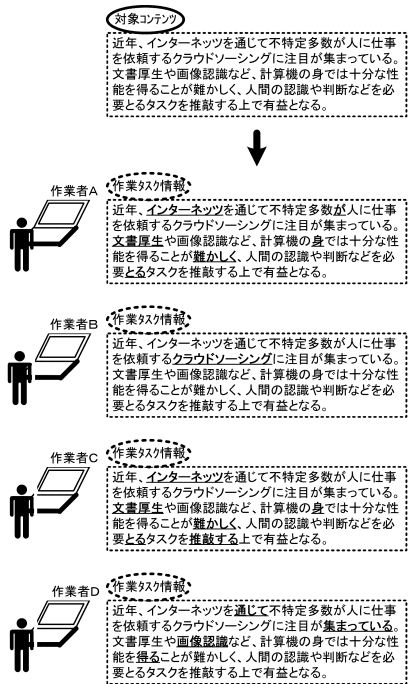 対象コンテンツ
近年、インターネッツを通じて不特定多数が人に仕事
を依頼するクラウドソーシングに注目が集まっている。
文書厚生や画像認識など、計算機の身では十分な性
能を得ることが難かしく、人間の認識や判断などを必
要とるタスクを推敲する上で有益となる。
作業者A
作業タスク情報
近年、インターネッツを通じて不特定多数が人に仕事
を依頼するクラウドソーシングに注目が集まっている。
文書厚生や画像認識など、計算機の身では十分な性
能を得ることが難かしく、人間の認識や判断などを必
要とるタスクを推敲する上で有益となる。
作業者B
作業タスク情報
近年、インターネッツを通じて不特定多数が人に仕事
を依頼するクラウドソーシングに注目が集まっている。
文書厚生や画像認識など、計算機の身では十分な性
能を得ることが難かしく、人間の認識や判断などを必
要とるタスクを推敲する上で有益となる。
作業者C
作業タスク情報
近年、インターネッツを通じて不特定多数が人に仕事
を依頼するクラウドソーシングに注目が集まっている。
文書厚生や画像認識など、計算機の身では十分な性
能を得ることが難かしく、人間の認識や判断などを必
要とるタスクを推敲する上で有益となる。
作業者D
作業タスク情報
近年、インターネッツを通じて不特定多数が人に仕事
を依頼するクラウドソーシングに注目が集まっている。
文書厚生や画像認識など、計算機の身では十分な性
能を得ることが難かしく、人間の認識や判断などを必
要とるタスクを推敲する上で有益となる。